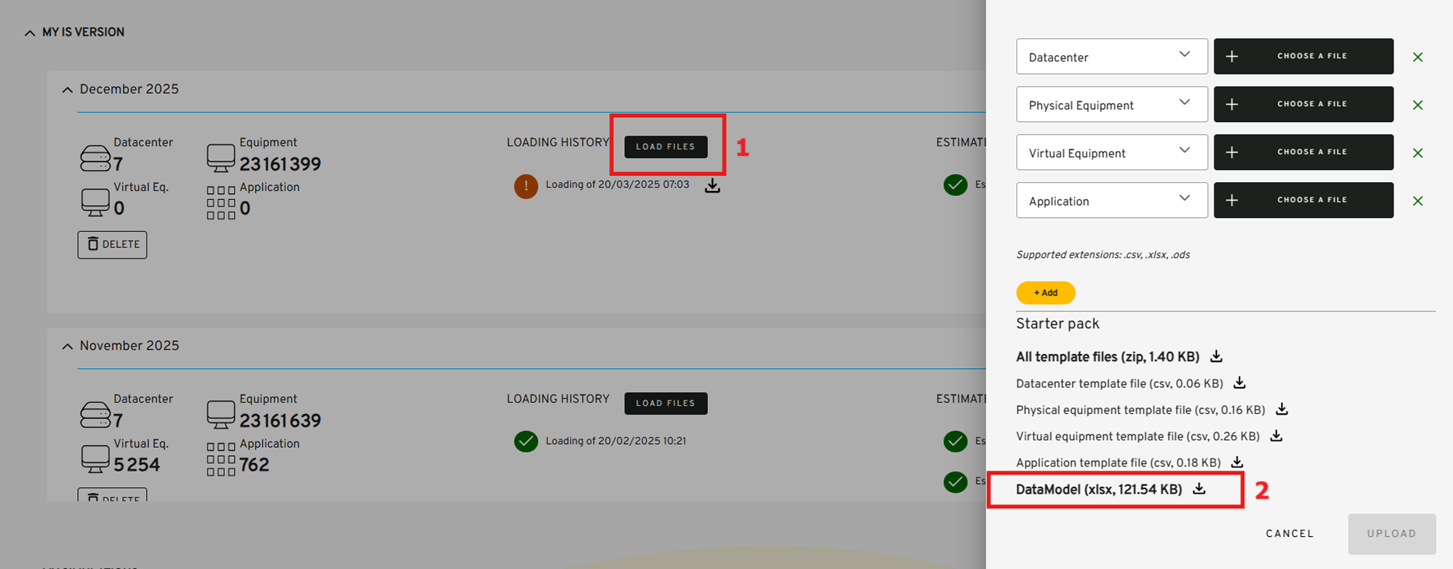 MY IS VERSION
December 2025
Datacenter
7
Equipment
23 161 399
Virtual Eq.
0
Application
0
DELETE
LOADING HISTORY
LOAD FILES
1
Loading of 20/03/2025 07:03
ESTIMAT
Es
November 2025
Datacenter
7
Equipment
23 161 639
Virtual Eq.
5 254
Application
762
DELETE
LOADING HISTORY
LOAD FILES
Loading of 20/02/2025 10:21
ESTIMAT
Es
Es
Datacenter
CHOOSE A FILE
Physical Equipment
CHOOSE A FILE
Virtual Equipment
CHOOSE A FILE
Application
CHOOSE A FILE
Supported extensions: .csv, .xlsx, .ods
+ Add
Starter pack
All template files (zip, 1.40 KB)
Datacenter template file (csv, 0.06 KB)
Physical equipment template file (csv, 0.16 KB)
Virtual equipment template file (csv, 0.26 KB)
Application template file (csv, 0.18 KB)
DataModel (xlsx, 121.54 KB)
2
CANCEL
UPLOAD